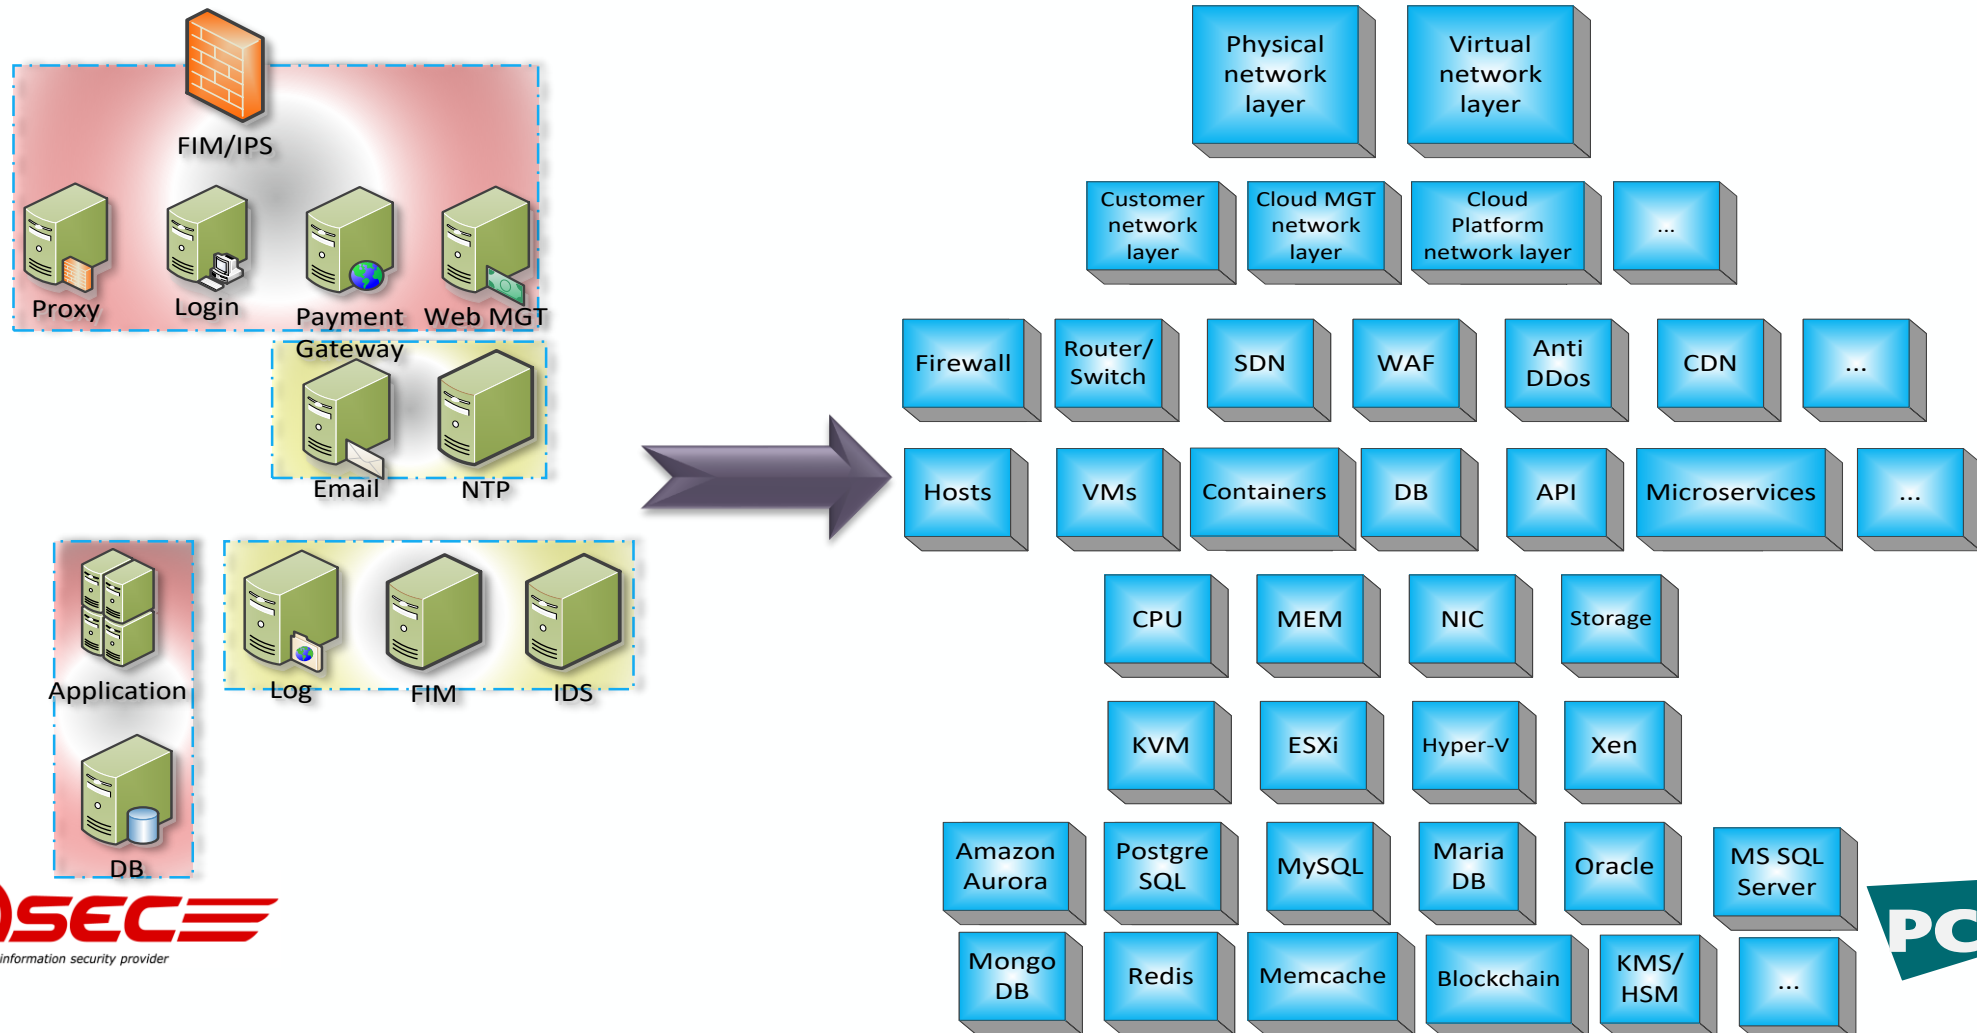 FIM/IPS
Proxy
Login
Payment
Gateway
Web MGT
Email
NTP
Application
DB
Log
FIM
IDS
SEC
information security provider
Physical
network
layer
Virtual
network
layer
Customer
network
layer
Cloud MGT
network
layer
Cloud
Platform
network layer
...
Firewall
Router/
Switch
SDN
WAF
Anti
DDos
CDN
...
Hosts
VMs
Containers
DB
API
Microservices
...
CPU
MEM
NIC
Storage
KVM
ESXi
Hyper-V
Xen
Amazon
Aurora
Postgre
SQL
MySQL
Maria
DB
Oracle
MS SQL
Server
Mongo
DB
Redis
Memcache
Blockchain
KMS/
HSM
...
PC